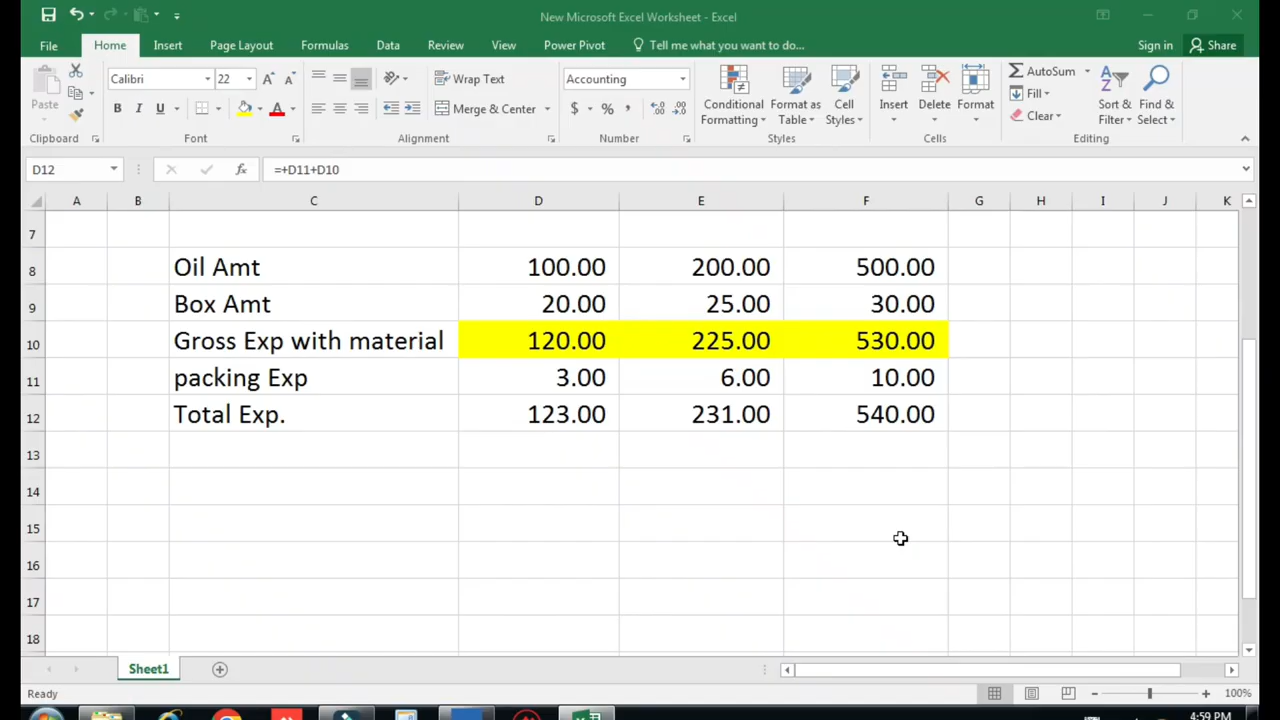 New Microsoft Excel Worksheet - Excel
File Home Insert Page Layout Formulas Data Review View Power Pivot Tell me what you want to do... Sign in Share
Paste Calibri 22 Wrap Text Merge & Center Accounting $ % , Conditional Formatting Format as Table Cell Styles Insert Delete Format AutoSum Fill Clear Sort & Filter Find & Select
Clipboard Font Alignment Number Styles Cells Editing
D12 fx =+D11+D10
A B C D E F G H I J K
7
8 Oil Amt 100.00 200.00 500.00
9 Box Amt 20.00 25.00 30.00
10 Gross Exp with material 120.00 225.00 530.00
11 packing Exp 3.00 6.00 10.00
12 Total Exp. 123.00 231.00 540.00
13
14
15
16
17
18
Sheet1
Ready 100%
4:59 PM